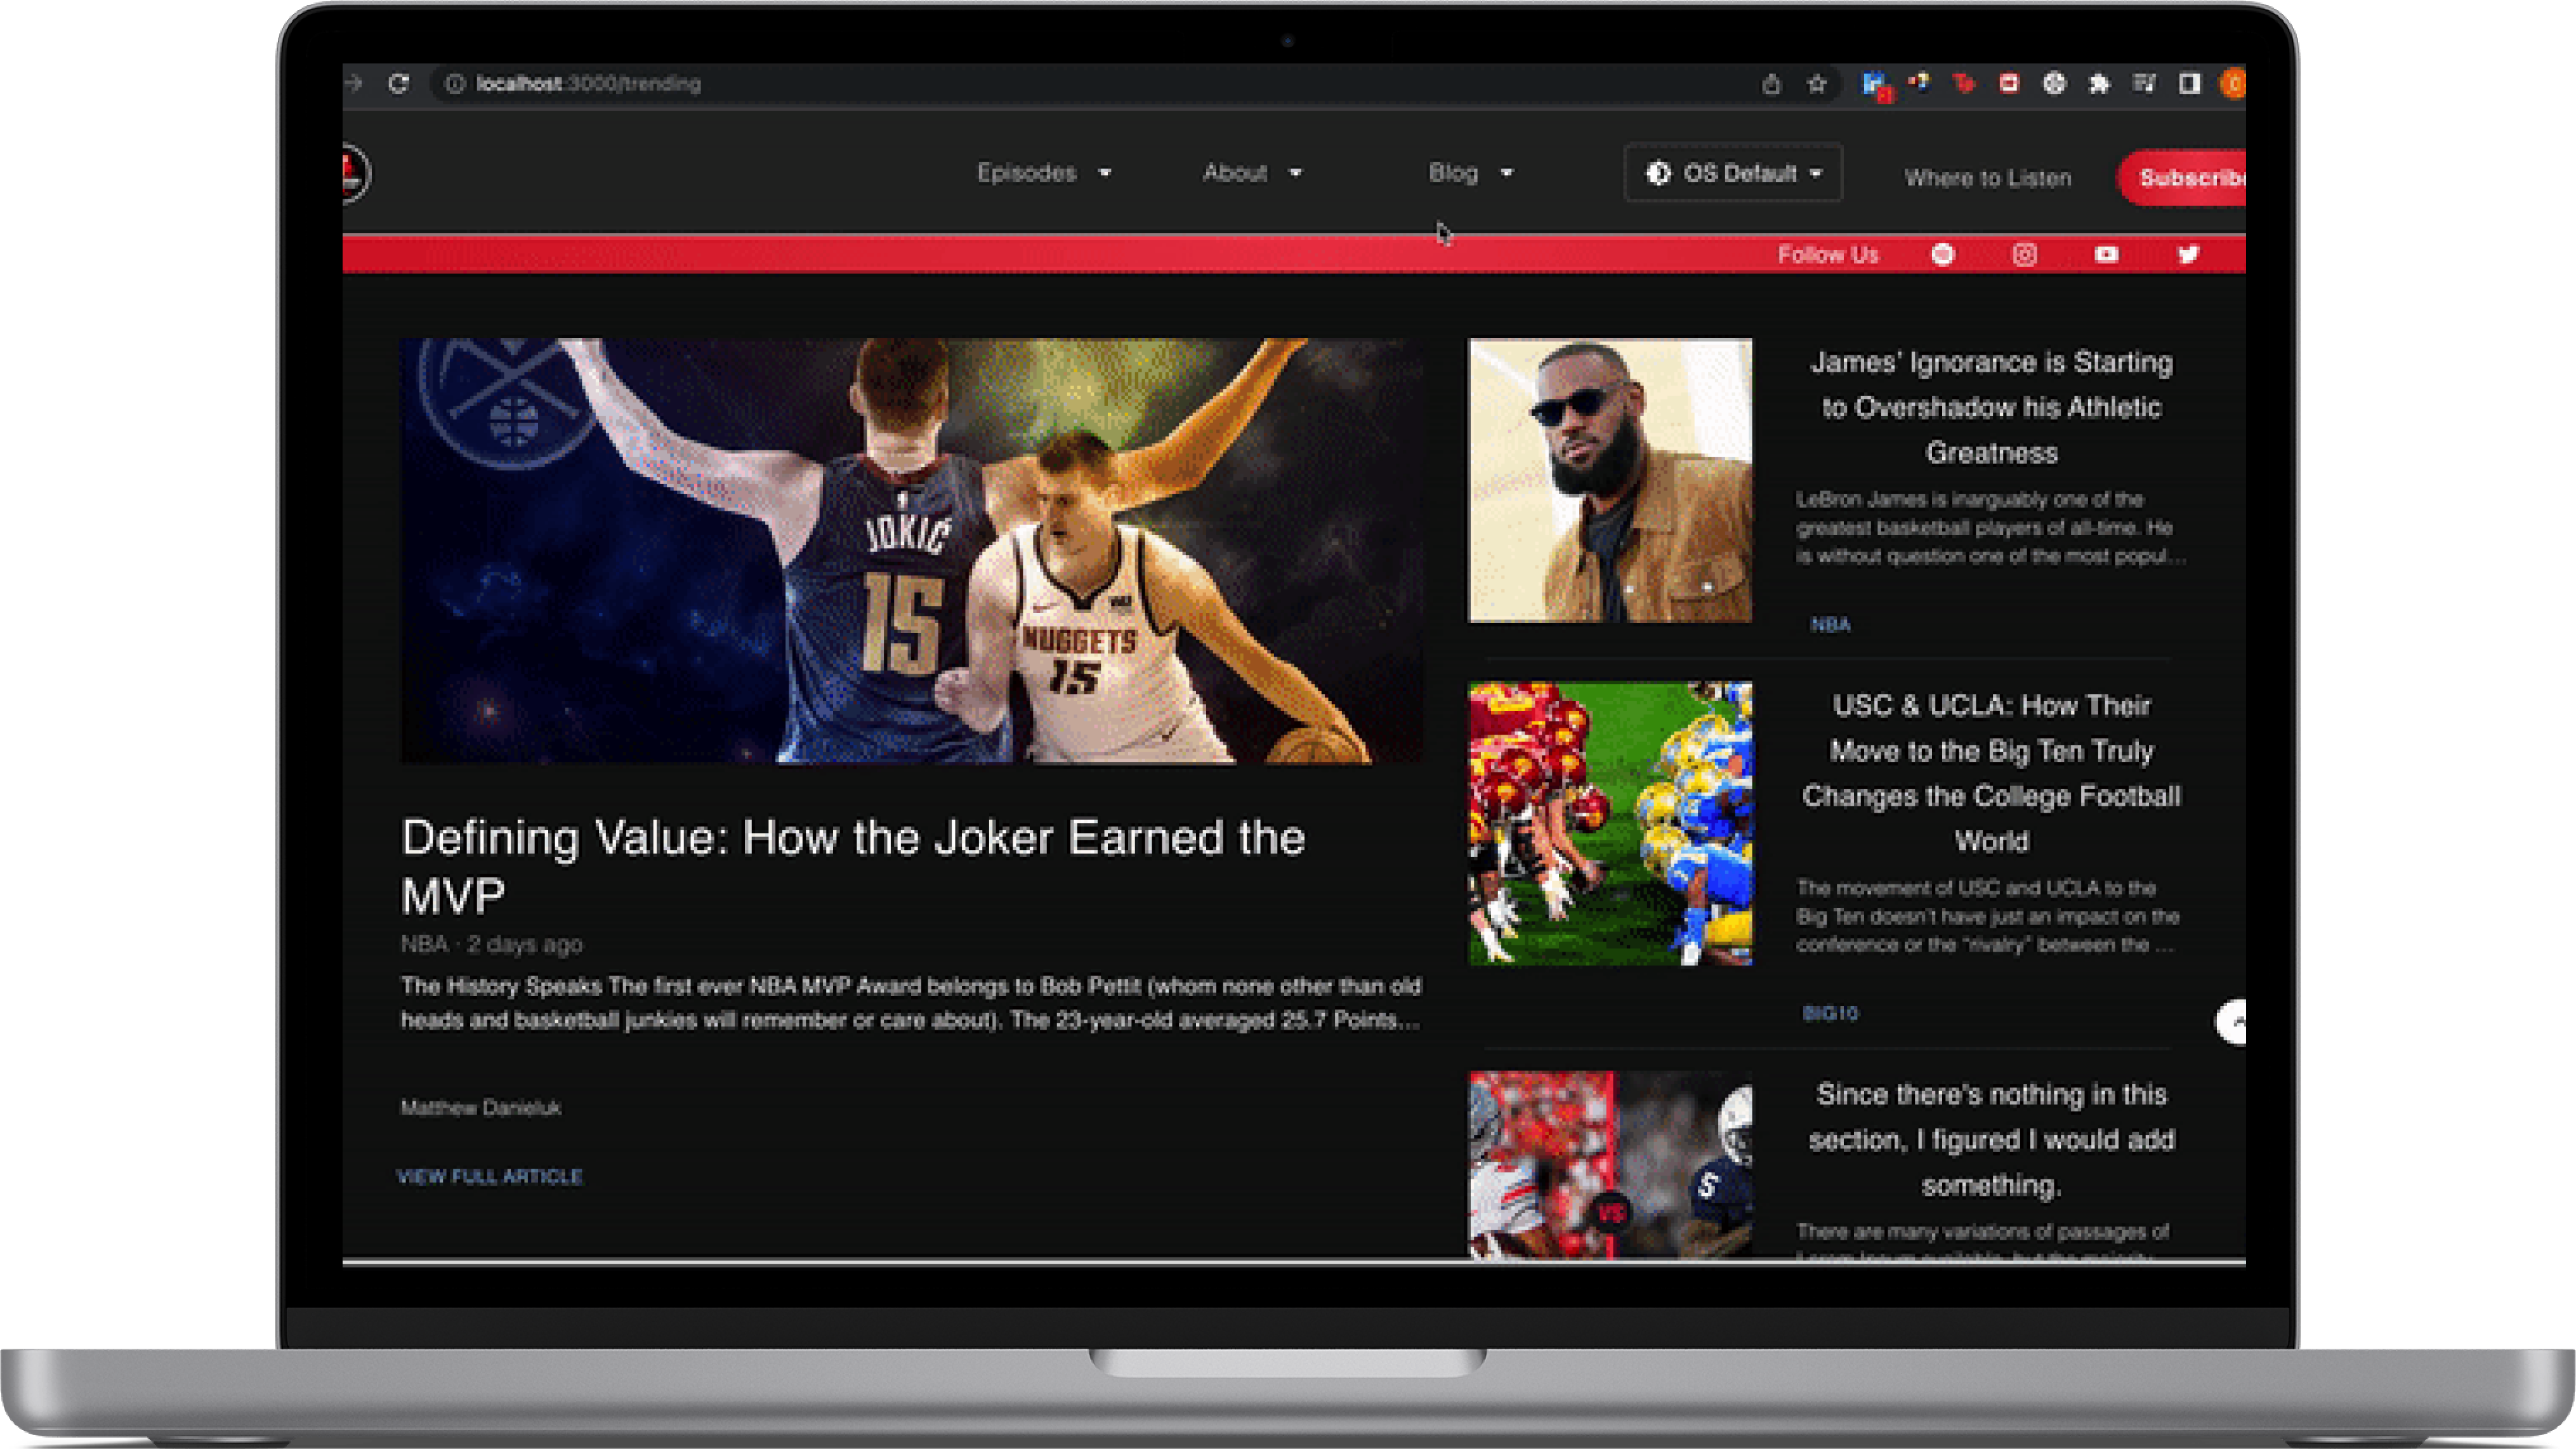 localhost:3000/trending
Episodes
About
Blog
OS Default
Where to Listen
Subscribe
Follow Us
JOKIĆ
15
NUGGETS
15
Defining Value: How the Joker Earned the
MVP
NBA · 2 days ago
The History Speaks The first ever NBA MVP Award belongs to Bob Pettit (whom none other than old
heads and basketball junkies will remember or care about). The 23-year-old averaged 25.7 Points...
Matthew Danieluk
VIEW FULL ARTICLE
James' Ignorance is Starting
to Overshadow his Athletic
Greatness
LeBron James is inarguably one of the
greatest basketball players of all-time. He
is without question one of the most popul...
NBA
USC & UCLA: How Their
Move to the Big Ten Truly
Changes the College Football
World
The movement of USC and UCLA to the
Big Ten doesn't have just an impact on the
conference or the "rivalry" between the ...
BIG10
VS
S
Since there's nothing in this
section, I figured I would add
something.
There are many variations of passages of